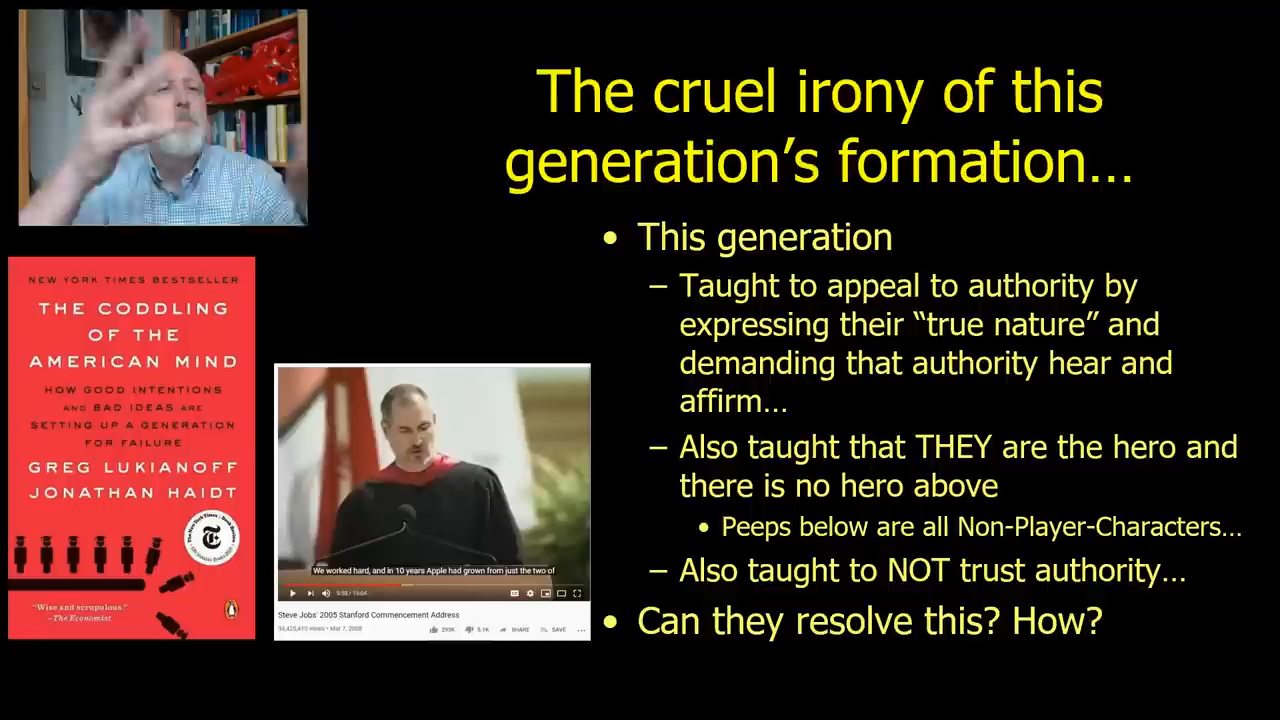 The cruel irony of this
generation’s formation…
• This generation
– Taught to appeal to authority by
expressing their “true nature” and
demanding that authority hear and
affirm…
– Also taught that THEY are the hero and
there is no hero above
• Peeps below are all Non-Player-Characters…
– Also taught to NOT trust authority…
• Can they resolve this? How?
NEW YORK TIMES BESTSELLER
THE CODDLING
OF THE
AMERICAN MIND
HOW GOOD INTENTIONS
AND BAD IDEAS ARE
SETTING UP A GENERATION
FOR FAILURE
GREG LUKIANOFF
JONATHAN HAIDT
“Wise and scrupulous.”
—The Economist
We worked hard, and in 10 years Apple had grown from just the two of
Steve Jobs' 2005 Stanford Commencement Address
views • Mar 7, 2008
SHARE
SAVE